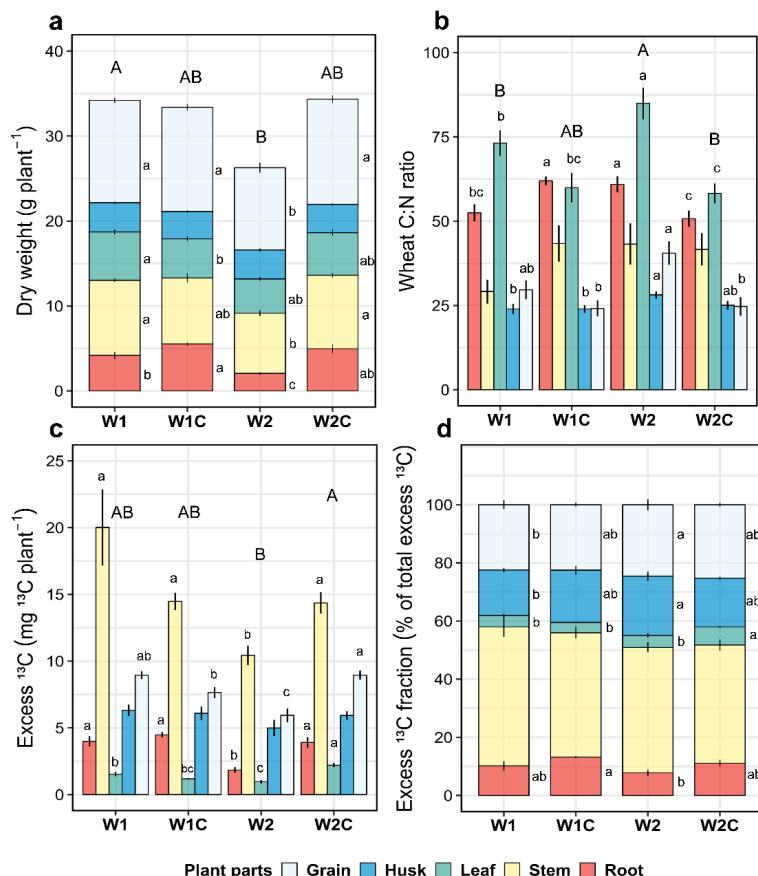 a
Dry weight (g plant⁻¹)
40
30
20
10
0
A
AB
B
AB
a
a
b
a
a
b
ab
ab
a
ab
b
a
b
a
c
ab
W1 W1C W2 W2C
b
Wheat C:N ratio
100
75
50
25
0
B
AB
A
B
bc
b
b
ab
a
bc
b
b
a
a
a
a
c
c
ab
b
W1 W1C W2 W2C
c
Excess ¹³C (mg ¹³C plant⁻¹)
25
20
15
10
5
0
AB
AB
B
A
a
a
b
ab
a
a
bc
b
b
b
c
c
a
a
a
a
W1 W1C W2 W2C
d
Excess ¹³C fraction (% of total excess ¹³C)
100
80
60
40
20
0
b
ab
a
ab
b
ab
a
ab
b
b
b
a
ab
a
b
ab
W1 W1C W2 W2C
Plant parts Grain Husk Leaf Stem Root